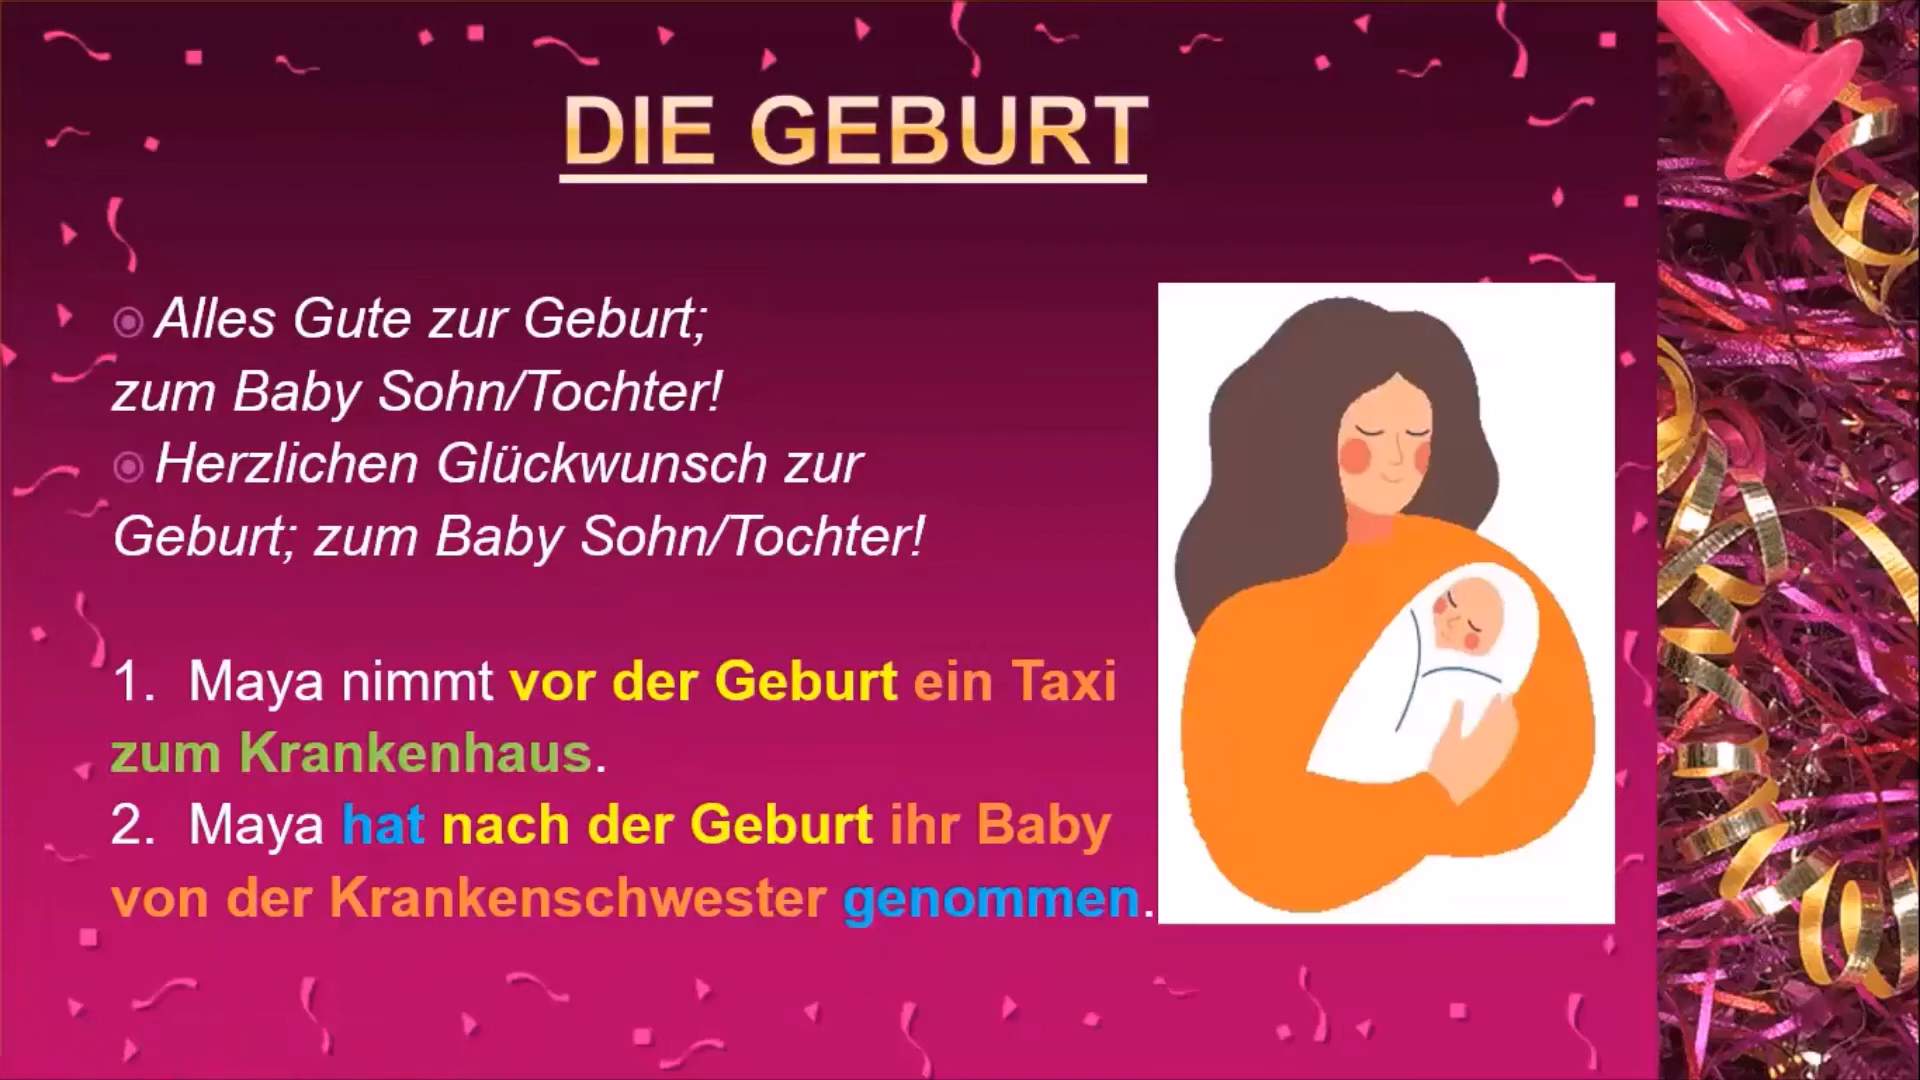 DIE GEBURT
Alles Gute zur Geburt;
zum Baby Sohn/Tochter!
Herzlichen Glückwunsch zur
Geburt; zum Baby Sohn/Tochter!
1. Maya nimmt vor der Geburt ein Taxi
zum Krankenhaus.
2. Maya hat nach der Geburt ihr Baby
von der Krankenschwester genommen.